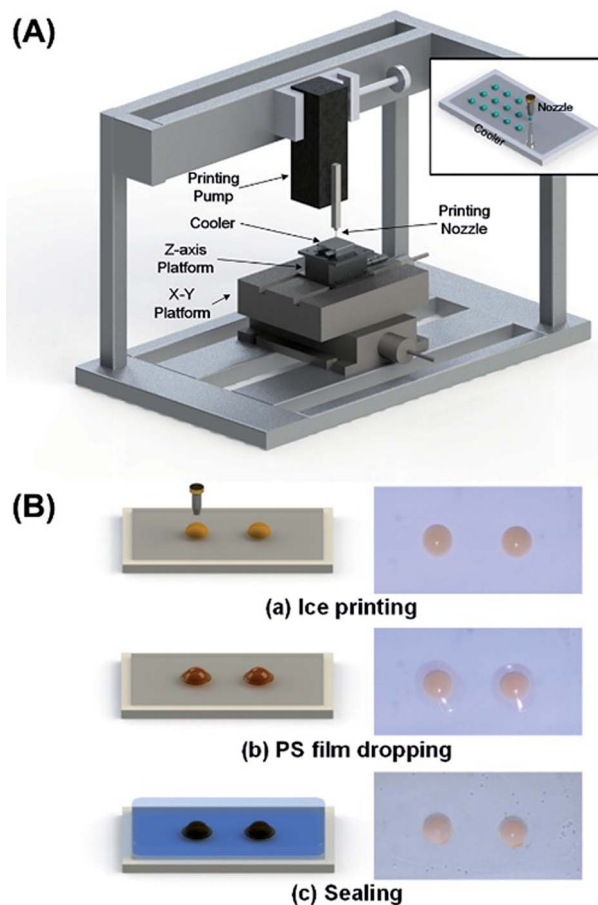 (A)
Nozzle
Cooler
Printing
Pump
Cooler
Printing
Nozzle
Z-axis
Platform
X-Y
Platform
(B)
(a) Ice printing
(b) PS film dropping
(c) Sealing